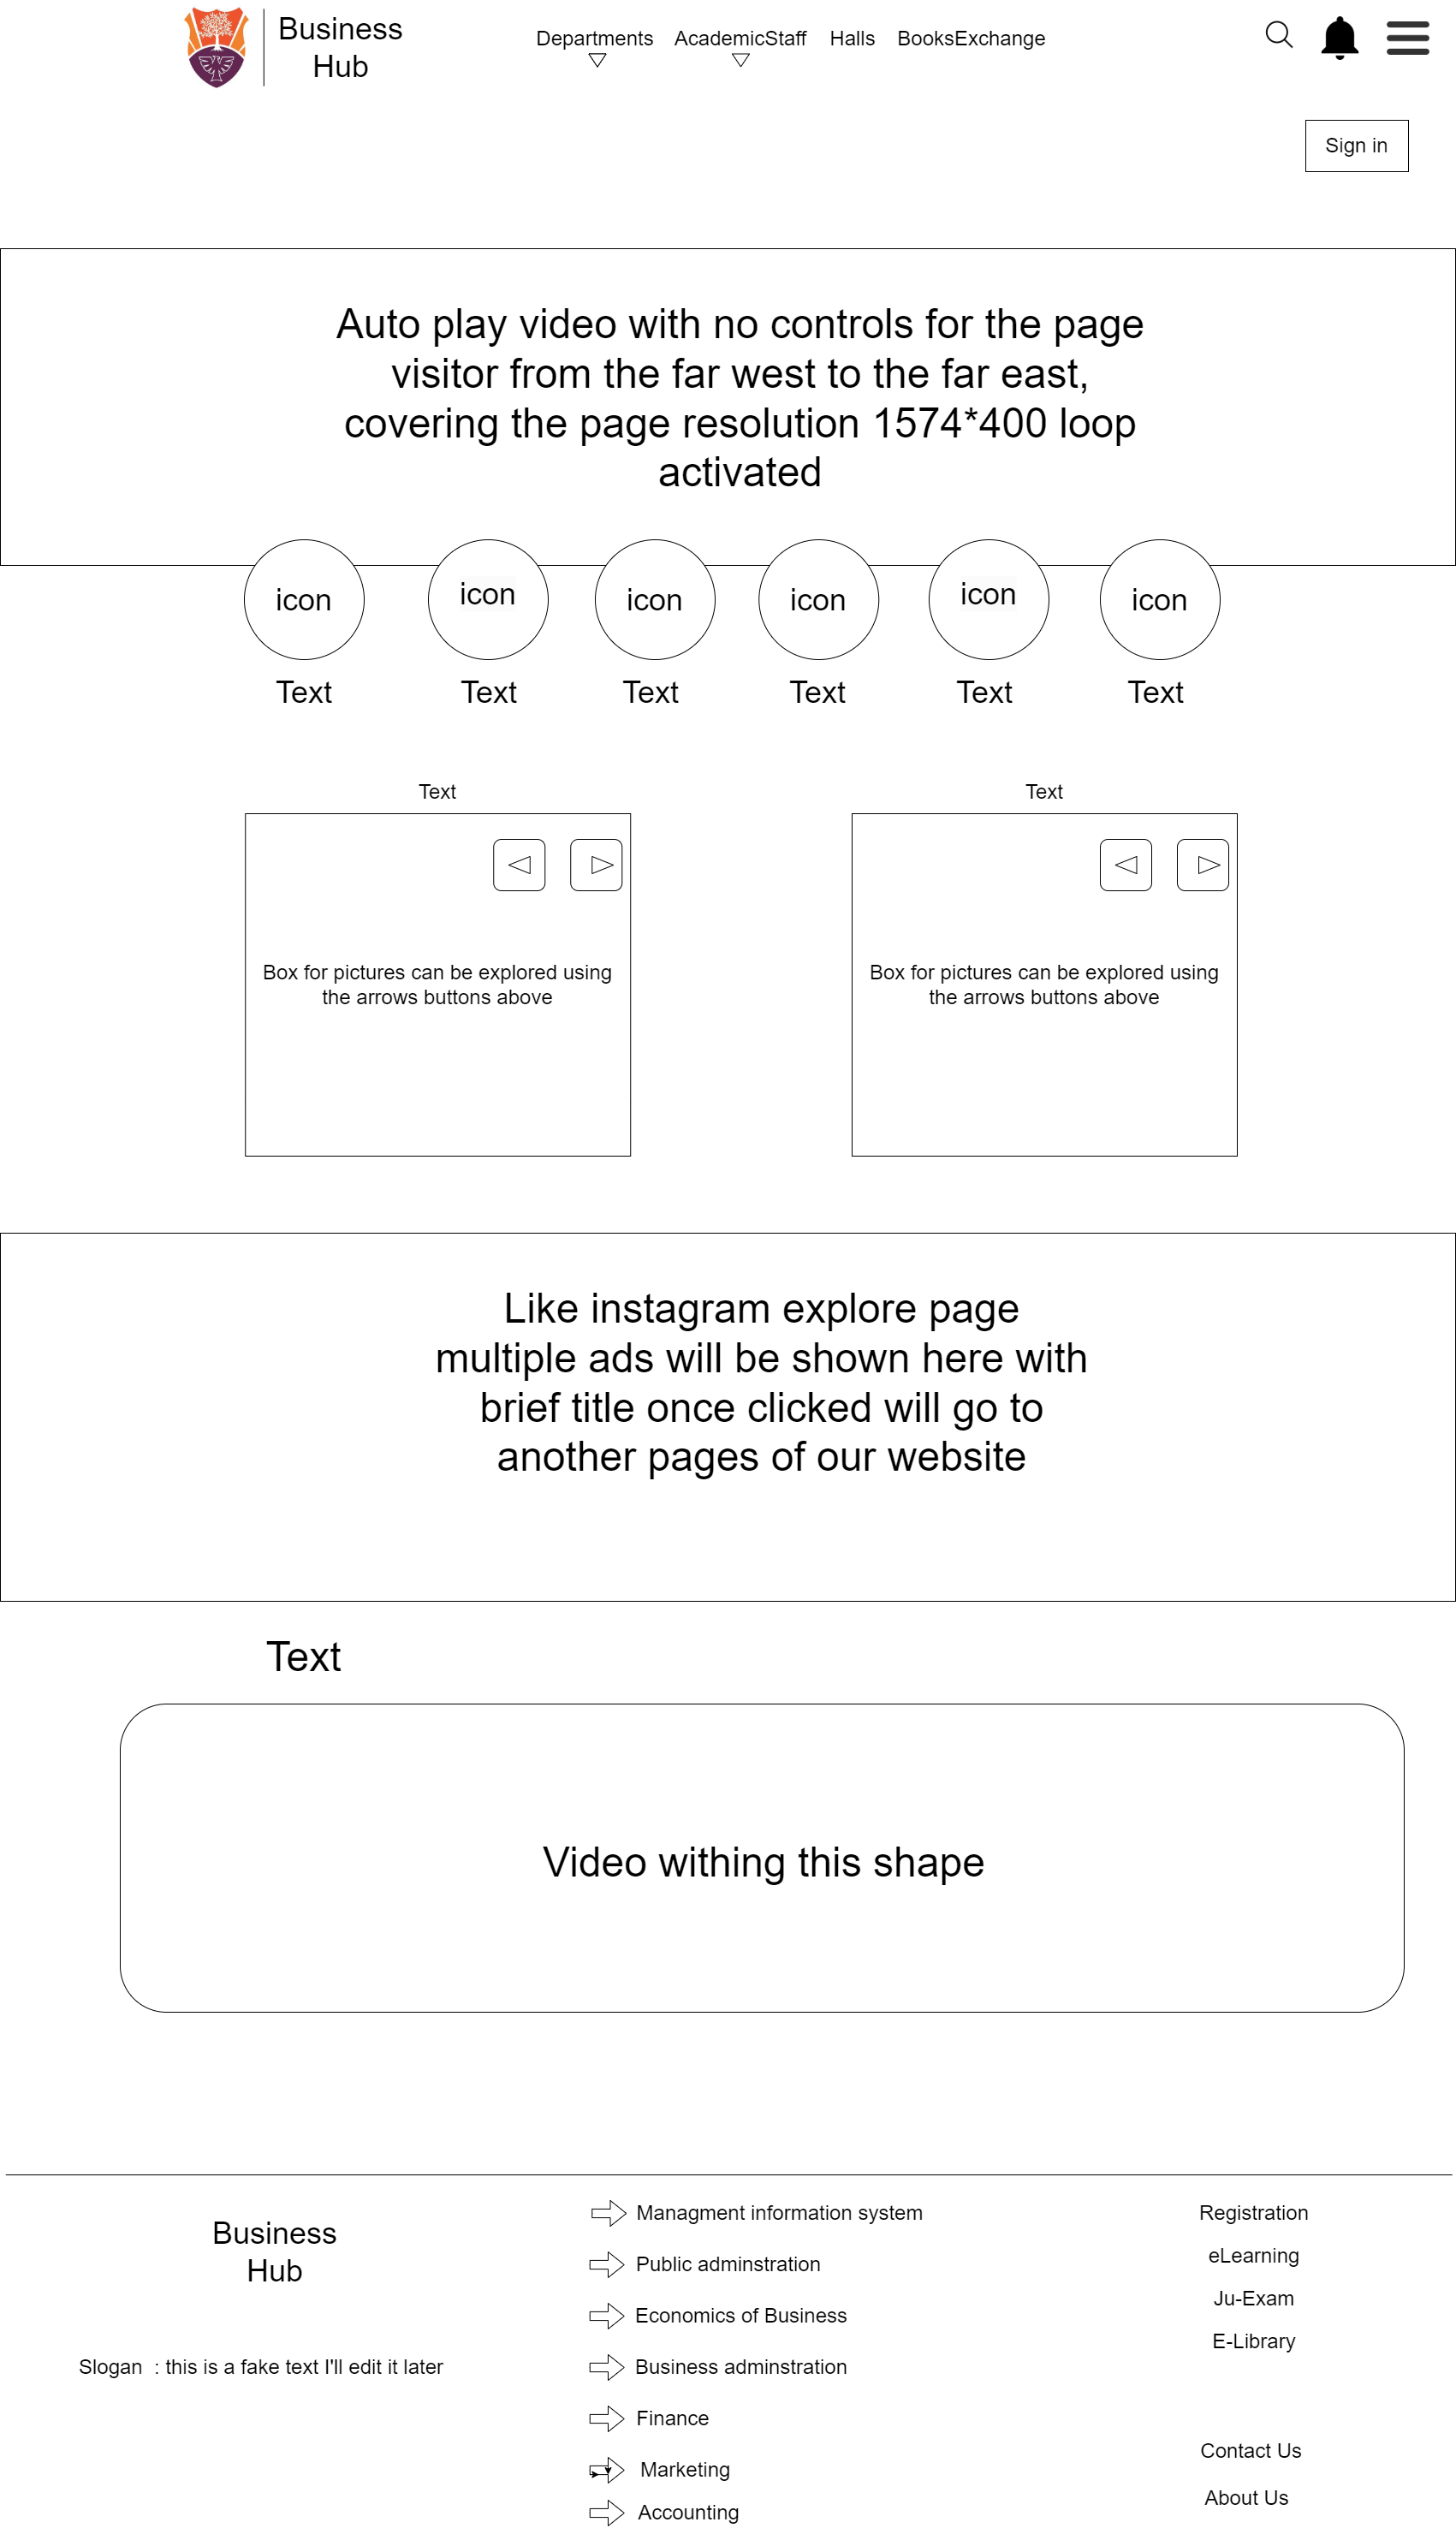 Business
Hub
Departments AcademicStaff Halls BooksExchange
Sign in
Auto play video with no controls for the page
visitor from the far west to the far east,
covering the page resolution 1574*400 loop
activated
icon icon icon icon icon icon
Text Text Text Text Text Text
Text
Box for pictures can be explored using
the arrows buttons above
Text
Box for pictures can be explored using
the arrows buttons above
Like instagram explore page
multiple ads will be shown here with
brief title once clicked will go to
another pages of our website
Text
Video withing this shape
Business
Hub
Slogan : this is a fake text I'll edit it later
Managment information system
Public adminstration
Economics of Business
Business adminstration
Finance
Marketing
Accounting
Registration
eLearning
Ju-Exam
E-Library
Contact Us
About Us